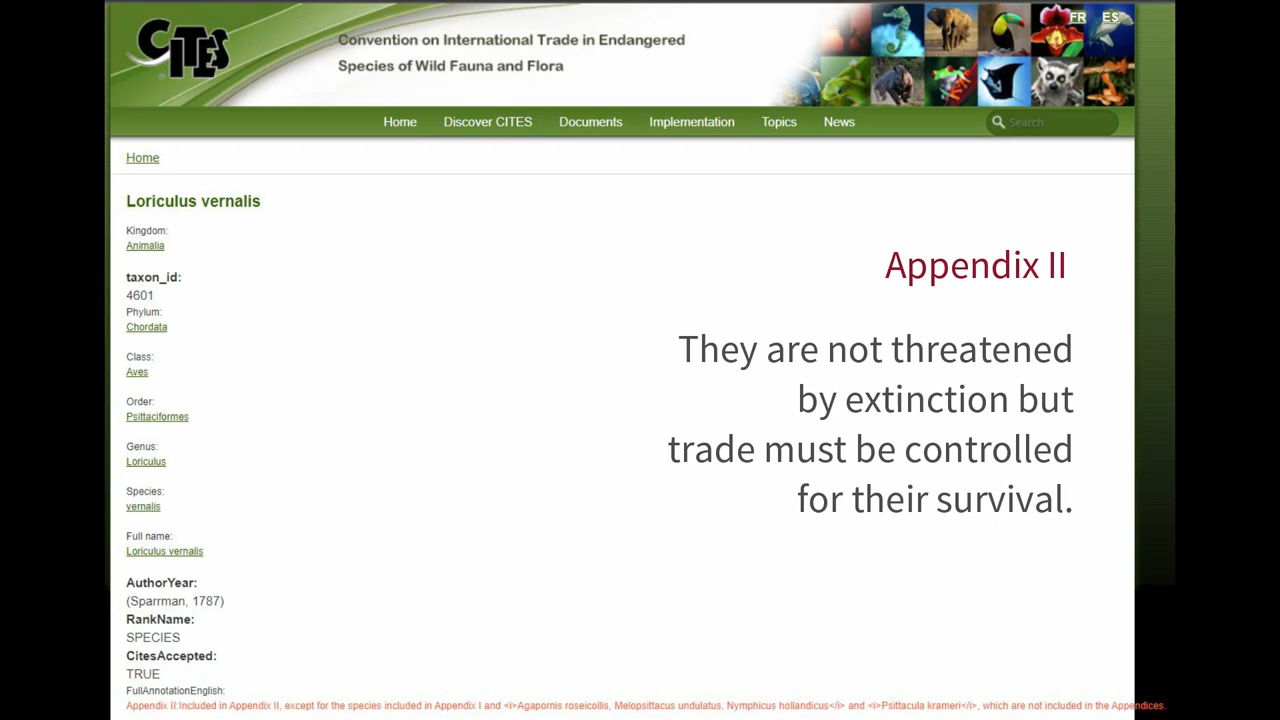 CITES
®
Convention on International Trade in Endangered
Species of Wild Fauna and Flora
FR ES
Home Discover CITES Documents Implementation Topics News Search
Home
Loriculus vernalis
Kingdom:
Animalia
taxon_id:
4601
Phylum:
Chordata
Class:
Aves
Order:
Psittaciformes
Genus:
Loriculus
Species:
vernalis
Full name:
Loriculus vernalis
AuthorYear:
(Sparrman, 1787)
RankName:
SPECIES
CitesAccepted:
TRUE
FullAnnotationEnglish:
Appendix II:Included in Appendix II, except for the species included in Appendix I and <i>Agapornis roseicollis, Melopsittacus undulatus, Nymphicus hollandicus</i> and <i>Psittacula krameri</i>, which are not included in the Appendices.
Appendix II
They are not threatened
by extinction but
trade must be controlled
for their survival.